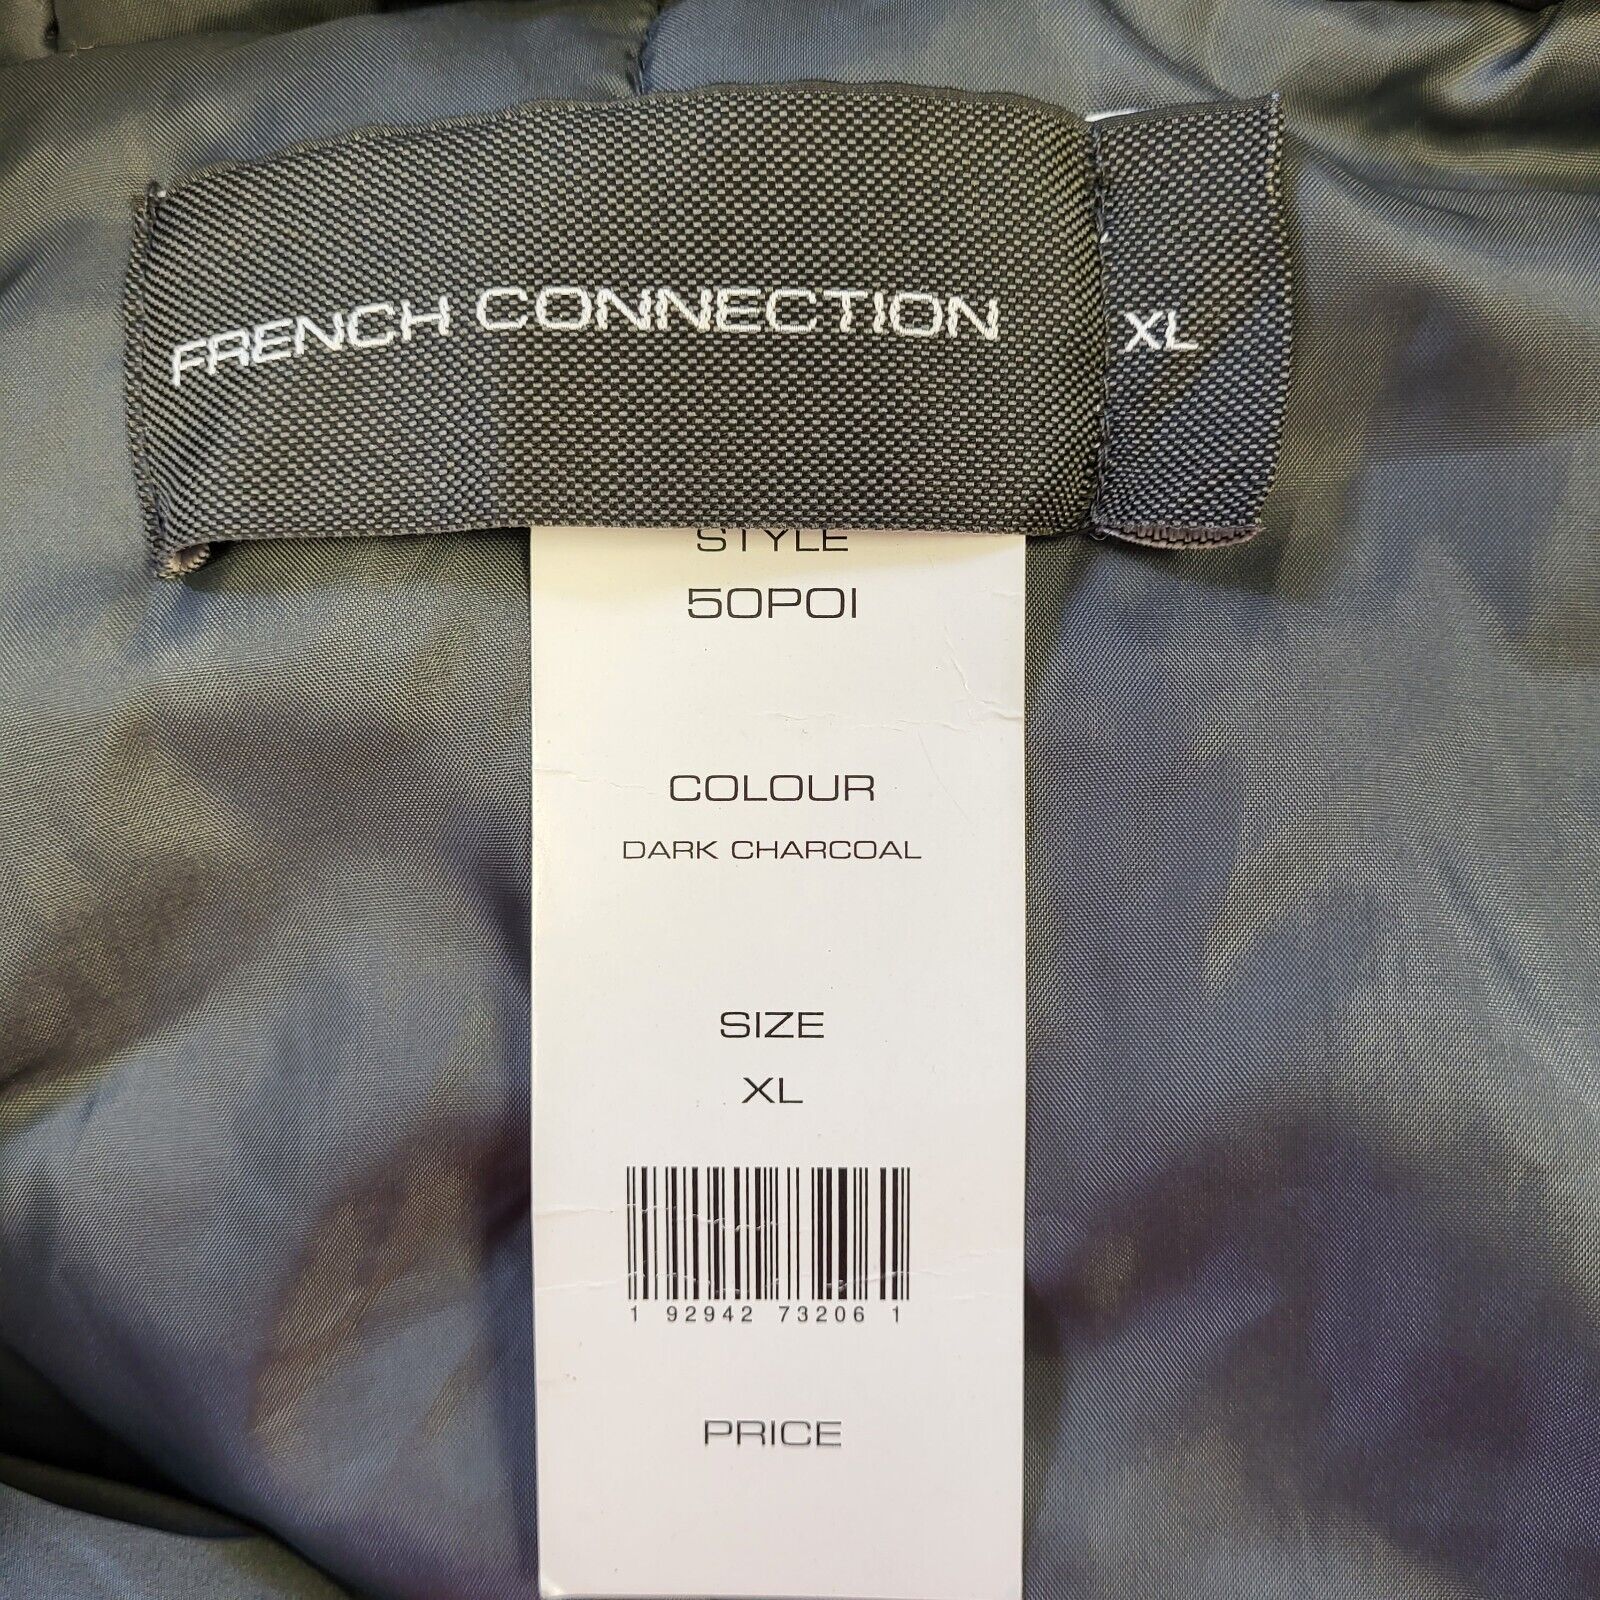 FRENCH CONNECTION
XL
STYLE
50POI
COLOUR
DARK CHARCOAL
SIZE
XL
1 92942 73206 1
PRICE